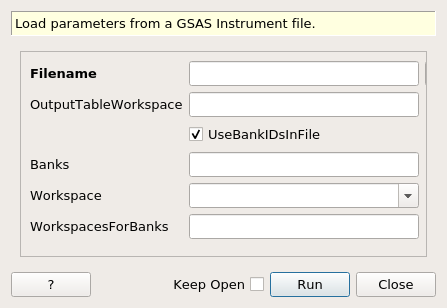 Load parameters from a GSAS Instrument file.
Filename
OutputTableWorkspace
UseBankIDsInFile
Banks
Workspace
WorkspacesForBanks
? Keep Open Run Close